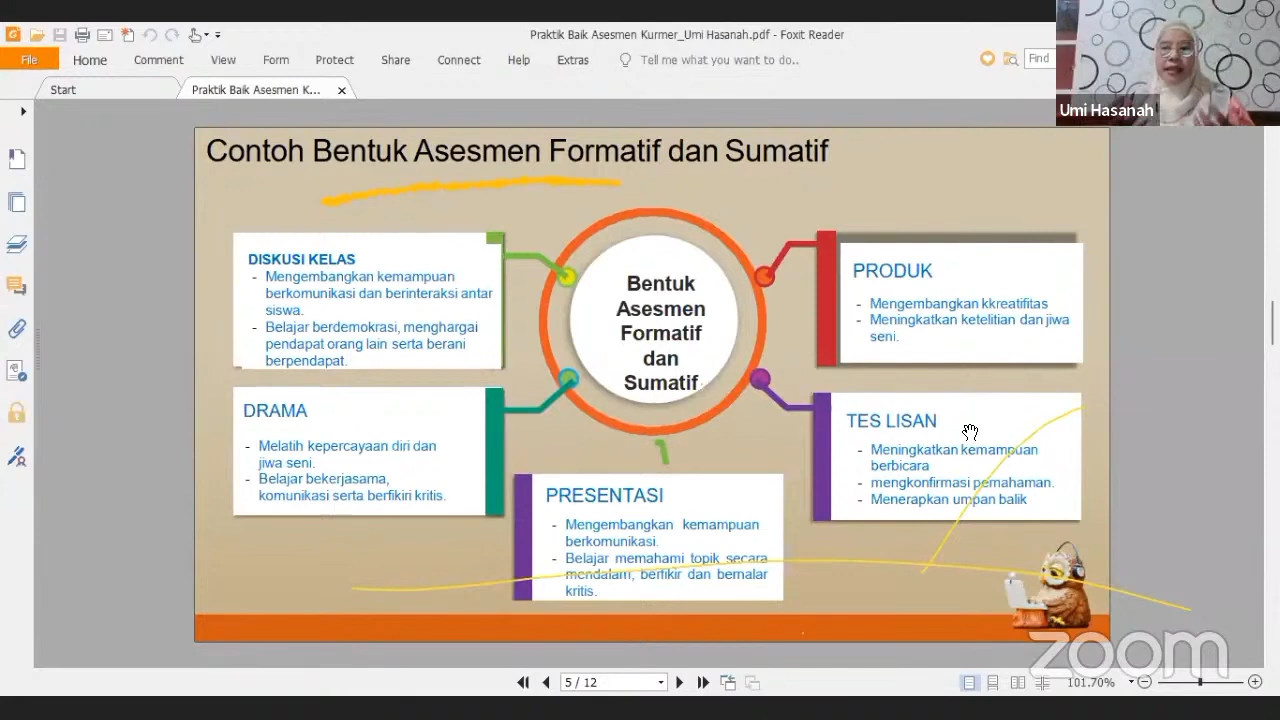 Praktik Baik Asesmen Kurmer_Umi Hasanah.pdf - Foxit Reader
File Home Comment View Form Protect Share Connect Help Extras Tell me what you want to do.. Find
Start Praktik Baik Asesmen K...
Umi Hasanah
Contoh Bentuk Asesmen Formatif dan Sumatif
DISKUSI KELAS
- Mengembangkan kemampuan
berkomunikasi dan berinteraksi antar
siswa.
- Belajar berdemokrasi, menghargai
pendapat orang lain serta berani
berpendapat.
Bentuk
Asesmen
Formatif
dan
Sumatif
PRODUK
- Mengembangkan kkreatifitas
- Meningkatkan ketelitian dan jiwa
seni.
DRAMA
- Melatih kepercayaan diri dan
jiwa seni.
- Belajar bekerjasama,
komunikasi serta berfikiri kritis.
TES LISAN
- Meningkatkan kemampuan
berbicara
- mengkonfirmasi pemahaman.
- Menerapkan umpan balik
PRESENTASI
- Mengembangkan kemampuan
berkomunikasi.
- Belajar memahami topik secara
mendalam, berfikir dan bernalar
kritis.
zoom
5 / 12
101.70%